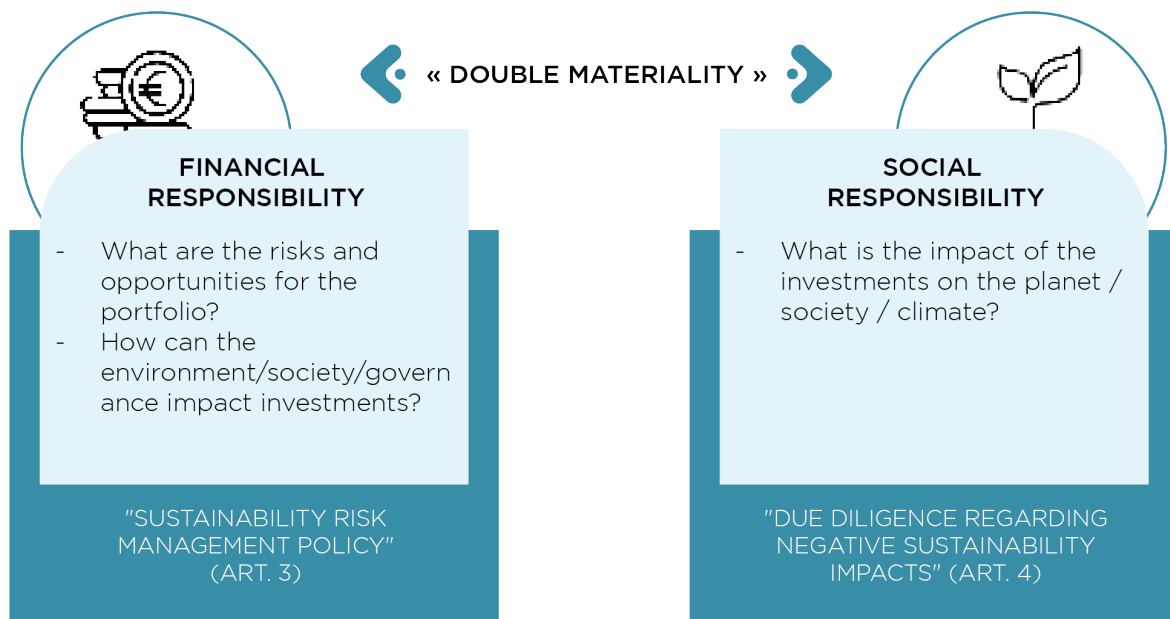 « DOUBLE MATERIALITY »
FINANCIAL
RESPONSIBILITY
- What are the risks and
opportunities for the
portfolio?
- How can the
environment/society/govern
ance impact investments?
"SUSTAINABILITY RISK
MANAGEMENT POLICY"
(ART. 3)
SOCIAL
RESPONSIBILITY
- What is the impact of the
investments on the planet /
society / climate?
"DUE DILIGENCE REGARDING
NEGATIVE SUSTAINABILITY
IMPACTS" (ART. 4)